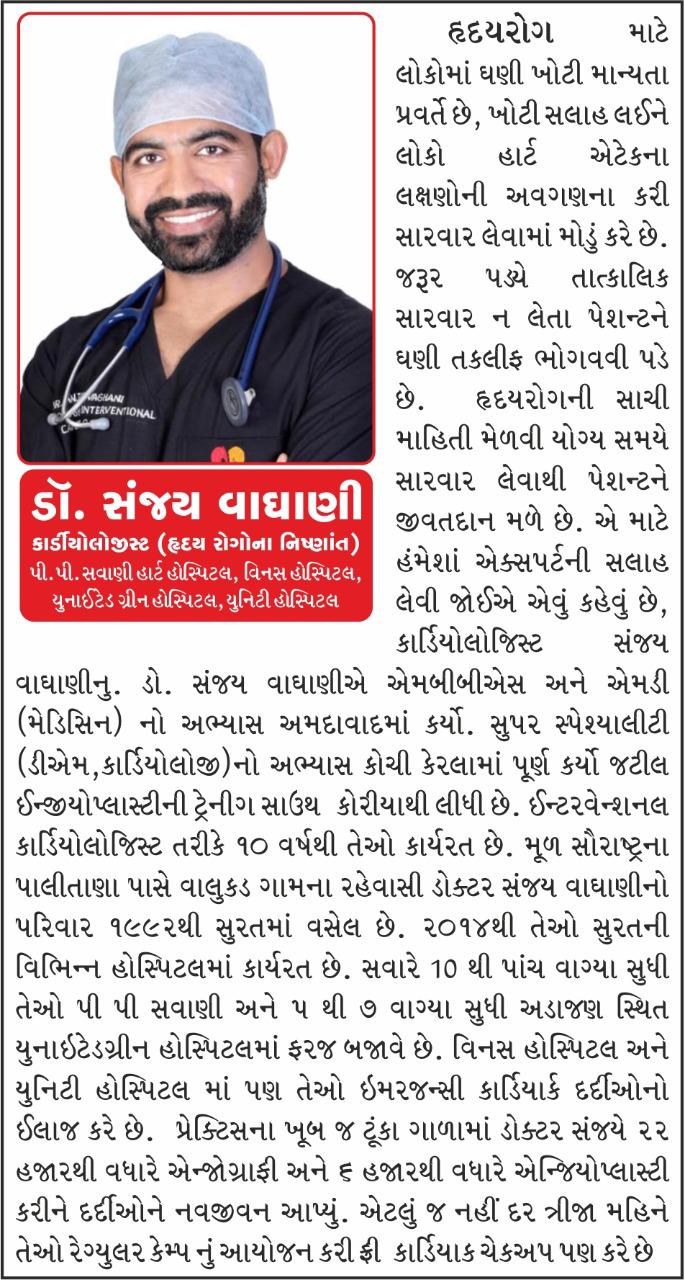 VAGHANI
INTERVENTIONAL
ડૉ. સંજય વાઘાણી
કાર્ડીયોલોજીસ્ટ (હૃદય રોગોના નિષ્ણાંત)
પી.પી.સવાણી હાર્ટ હોસ્પિટલ, વિનસ હોસ્પિટલ,
યુનાઈટેડ ગ્રીન હોસ્પિટલ, યુનિટી હોસ્પિટલ
હૃદયરોગ માટે
લોકોમાં ઘણી ખોટી માન્યતા
પ્રવર્તે છે, ખોટી સલાહ લઈને
લોકો હાર્ટ એટેકના
લક્ષણોની અવગણના કરી
સારવાર લેવામાં મોડું કરે છે.
જરૂર પડ્યે તાત્કાલિક
સારવાર ન લેતા પેશન્ટને
ઘણી તકલીફ ભોગવવી પડે
છે. હૃદયરોગની સાચી
માહિતી મેળવી યોગ્ય સમયે
સારવાર લેવાથી પેશન્ટને
જીવતદાન મળે છે. એ માટે
હંમેશાં એક્સપર્ટની સલાહ
લેવી જોઈએ એવું કહેવું છે,
કાર્ડિયોલોજિસ્ટ સંજય
વાઘાણીનુ. ડો. સંજય વાઘાણીએ એમબીબીએસ અને એમડી
(મેડિસિન) નો અભ્યાસ અમદાવાદમાં કર્યો. સુપર સ્પેશ્યાલીટી
(ડીએમ,કાર્ડિયોલોજી)નો અભ્યાસ કોચી કેરલામાં પૂર્ણ કર્યો જટીલ
ઈન્જીયોપ્લાસ્ટીની ટ્રેનીગ સાઉથ કોરીયાથી લીધી છે. ઈન્ટરવેન્શનલ
કાર્ડિયોલોજિસ્ટ તરીકે ૧૦ વર્ષથી તેઓ કાર્યરત છે. મૂળ સૌરાષ્ટ્રના
પાલીતાણા પાસે વાલુકડ ગામના રહેવાસી ડોક્ટર સંજય વાઘાણીનો
પરિવાર ૧૯૯૨થી સુરતમાં વસેલ છે. ૨૦૧૪થી તેઓ સુરતની
વિભિન્ન હોસ્પિટલમાં કાર્યરત છે. સવારે 10 થી પાંચ વાગ્યા સુધી
તેઓ પી પી સવાણી અને ૫ થી ૭ વાગ્યા સુધી અડાજણ સ્થિત
યુનાઇટેડગ્રીન હોસ્પિટલમાં ફરજ બજાવે છે. વિનસ હોસ્પિટલ અને
યુનિટી હોસ્પિટલ માં પણ તેઓ ઇમરજન્સી કાર્ડિયાર્ક દર્દીઓનો
ઈલાજ કરે છે. પ્રેક્ટિસના ખૂબ જ ટૂંકા ગાળામાં ડોક્ટર સંજયે ૨૨
હજારથી વધારે એન્જોગ્રાફી અને ૬ હજારથી વધારે એન્જિયોપ્લાસ્ટી
કરીને દર્દીઓને નવજીવન આપ્યું. એટલું જ નહીં દર ત્રીજા મહિને
તેઓ રેગ્યુલર કેમ્પ નું આયોજન કરી ફ્રી કાર્ડિયાક ચેકઅપ પણ કરે છે